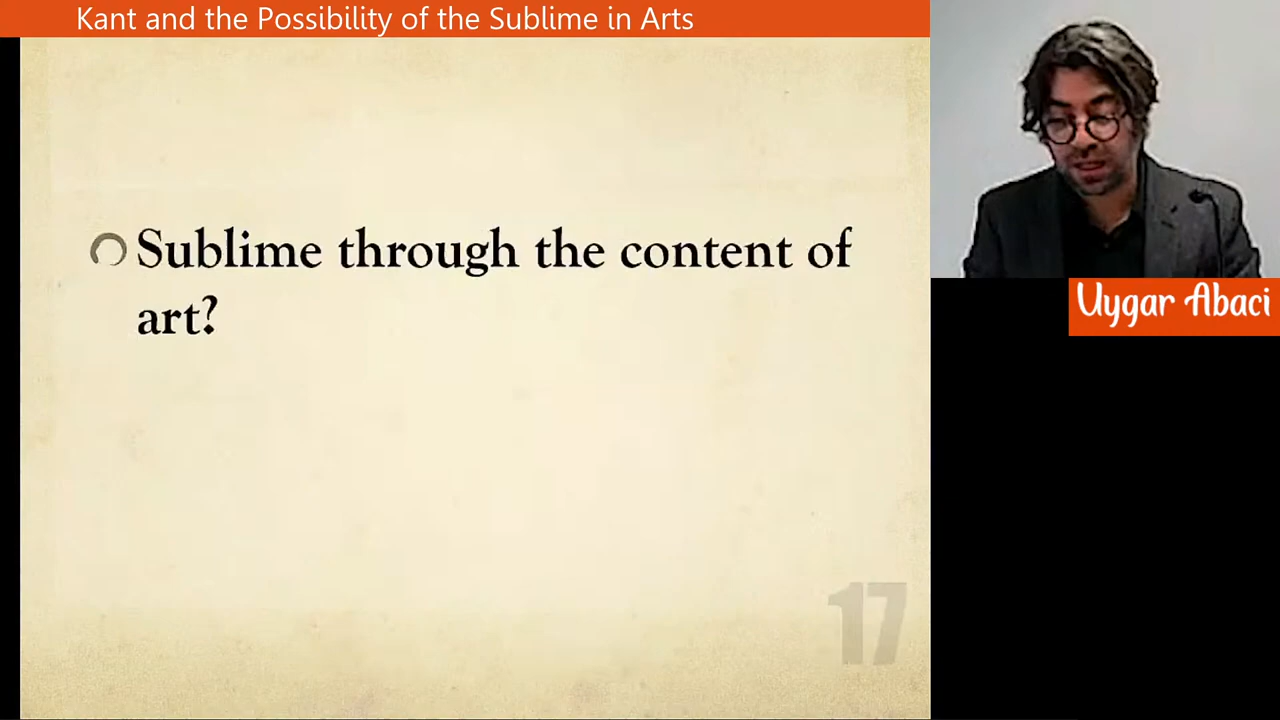 Kant and the Possibility of the Sublime in Arts
Sublime through the content of
art?
Uygar Abaci
17